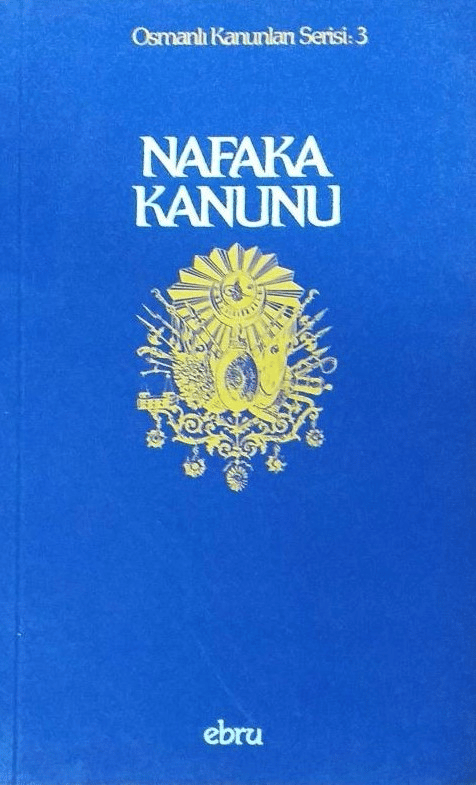 Osmanlı Kanunları Serisi: 3
NAFAKA
KANUNU
ebru